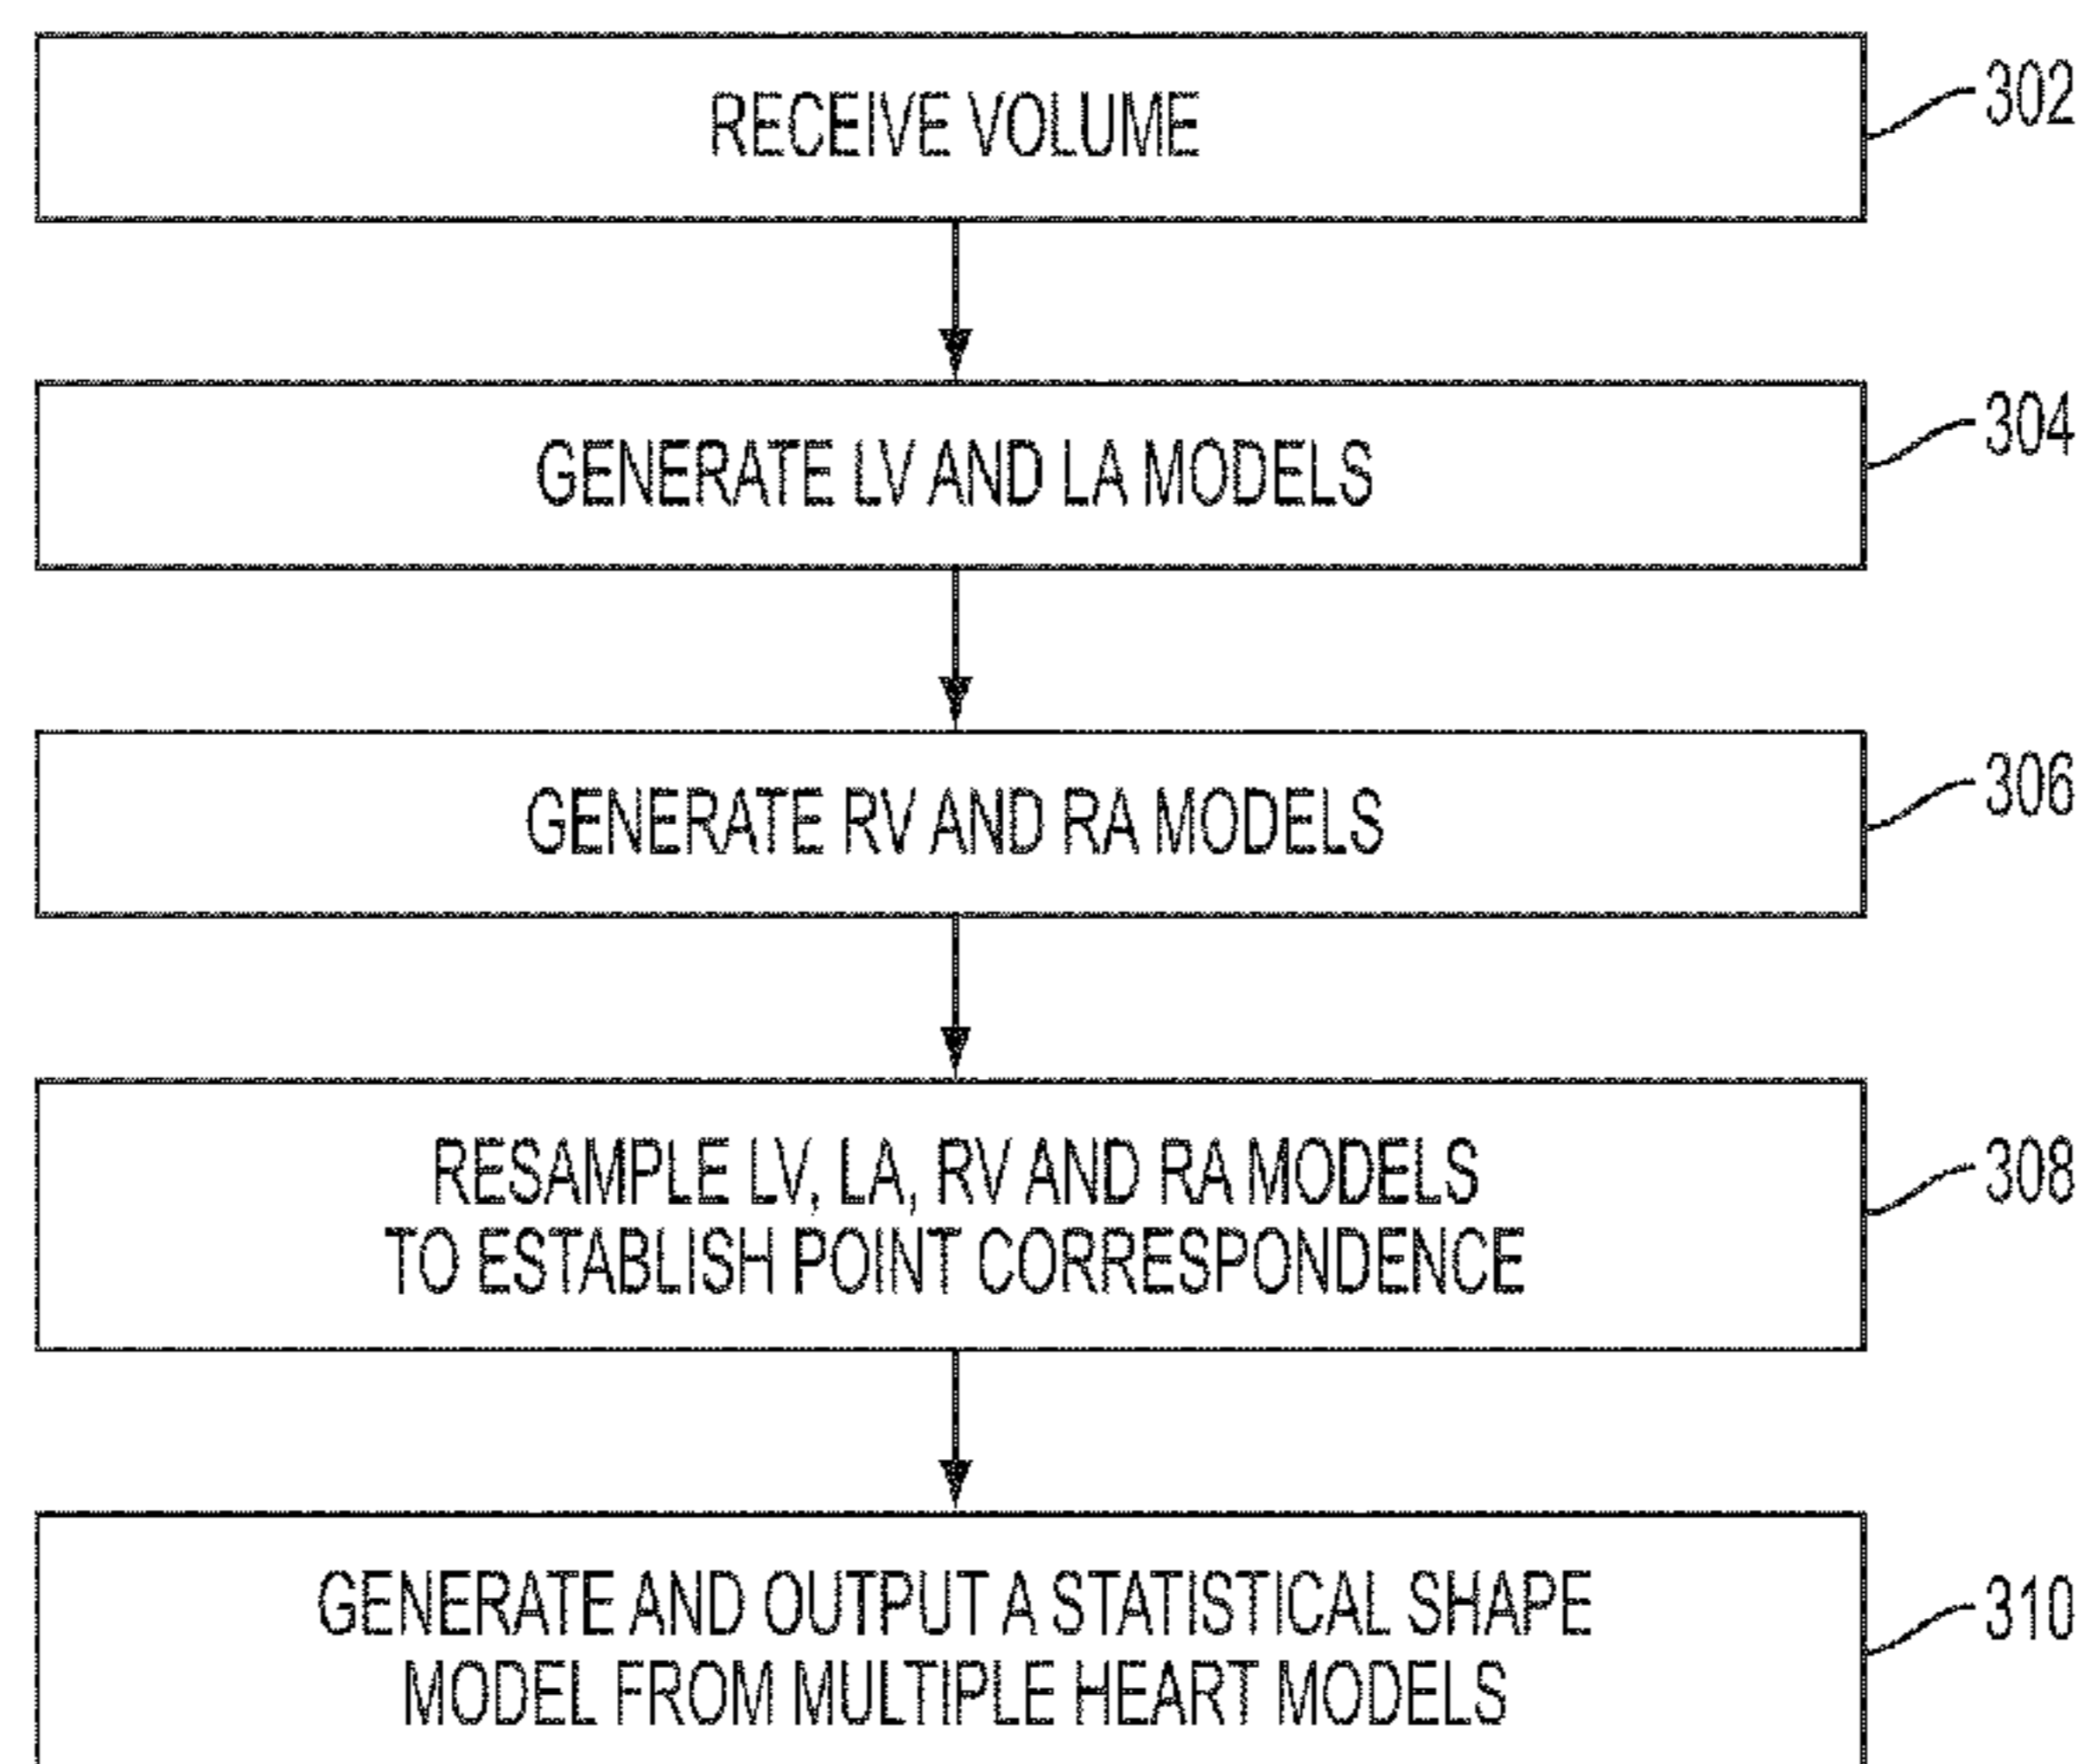 RECEIVE VOLUME
302
GENERATE LV AND LA MODELS
304
GENERATE RV AND RA MODELS
306
RESAMPLE LV, LA, RV AND RA MODELS
TO ESTABLISH POINT CORRESPONDENCE
308
GENERATE AND OUTPUT A STATISTICAL SHAPE
MODEL FROM MULTIPLE HEART MODELS
310